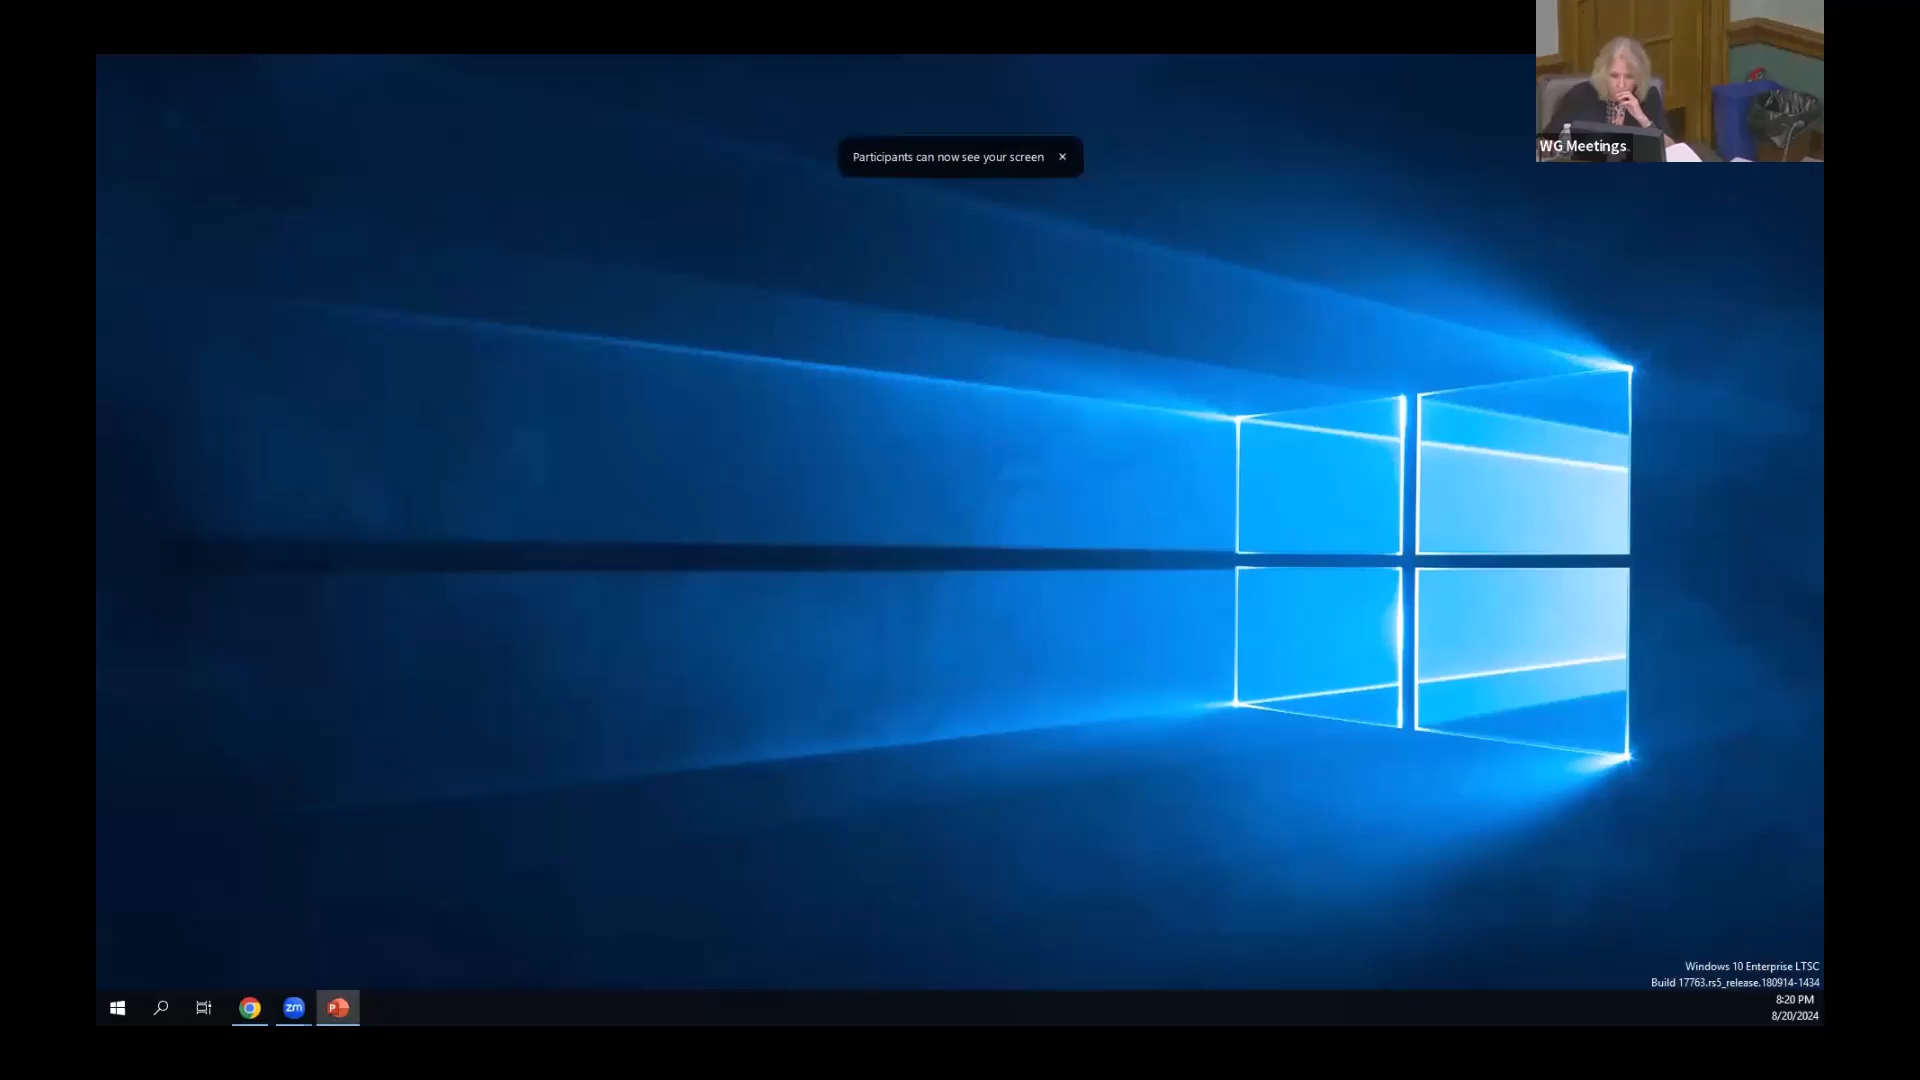 WG Meetings
Participants can now see your screen ×
Windows 10 Enterprise LTSC
Build 17763.rs5_release.180914-1434
zm
P
8:20 PM
8/20/2024